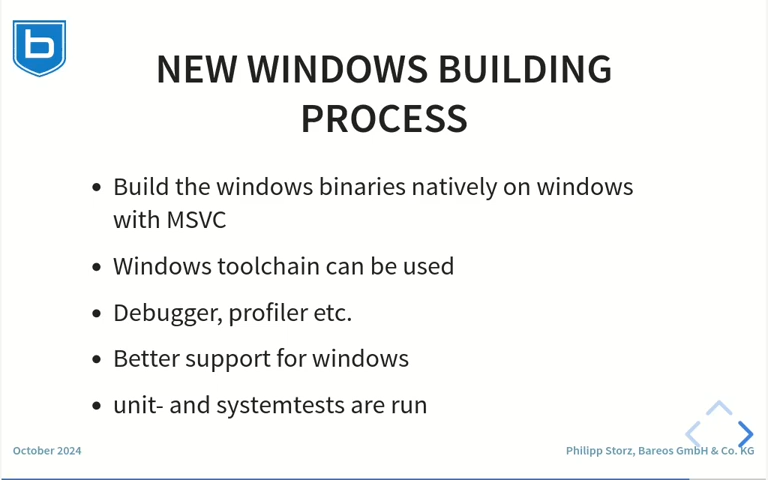 NEW WINDOWS BUILDING
PROCESS
Build the windows binaries natively on windows
with MSVC
Windows toolchain can be used
Debugger, profiler etc.
Better support for windows
unit- and systemtests are run
October 2024
Philipp Storz, Bareos GmbH & Co. KG